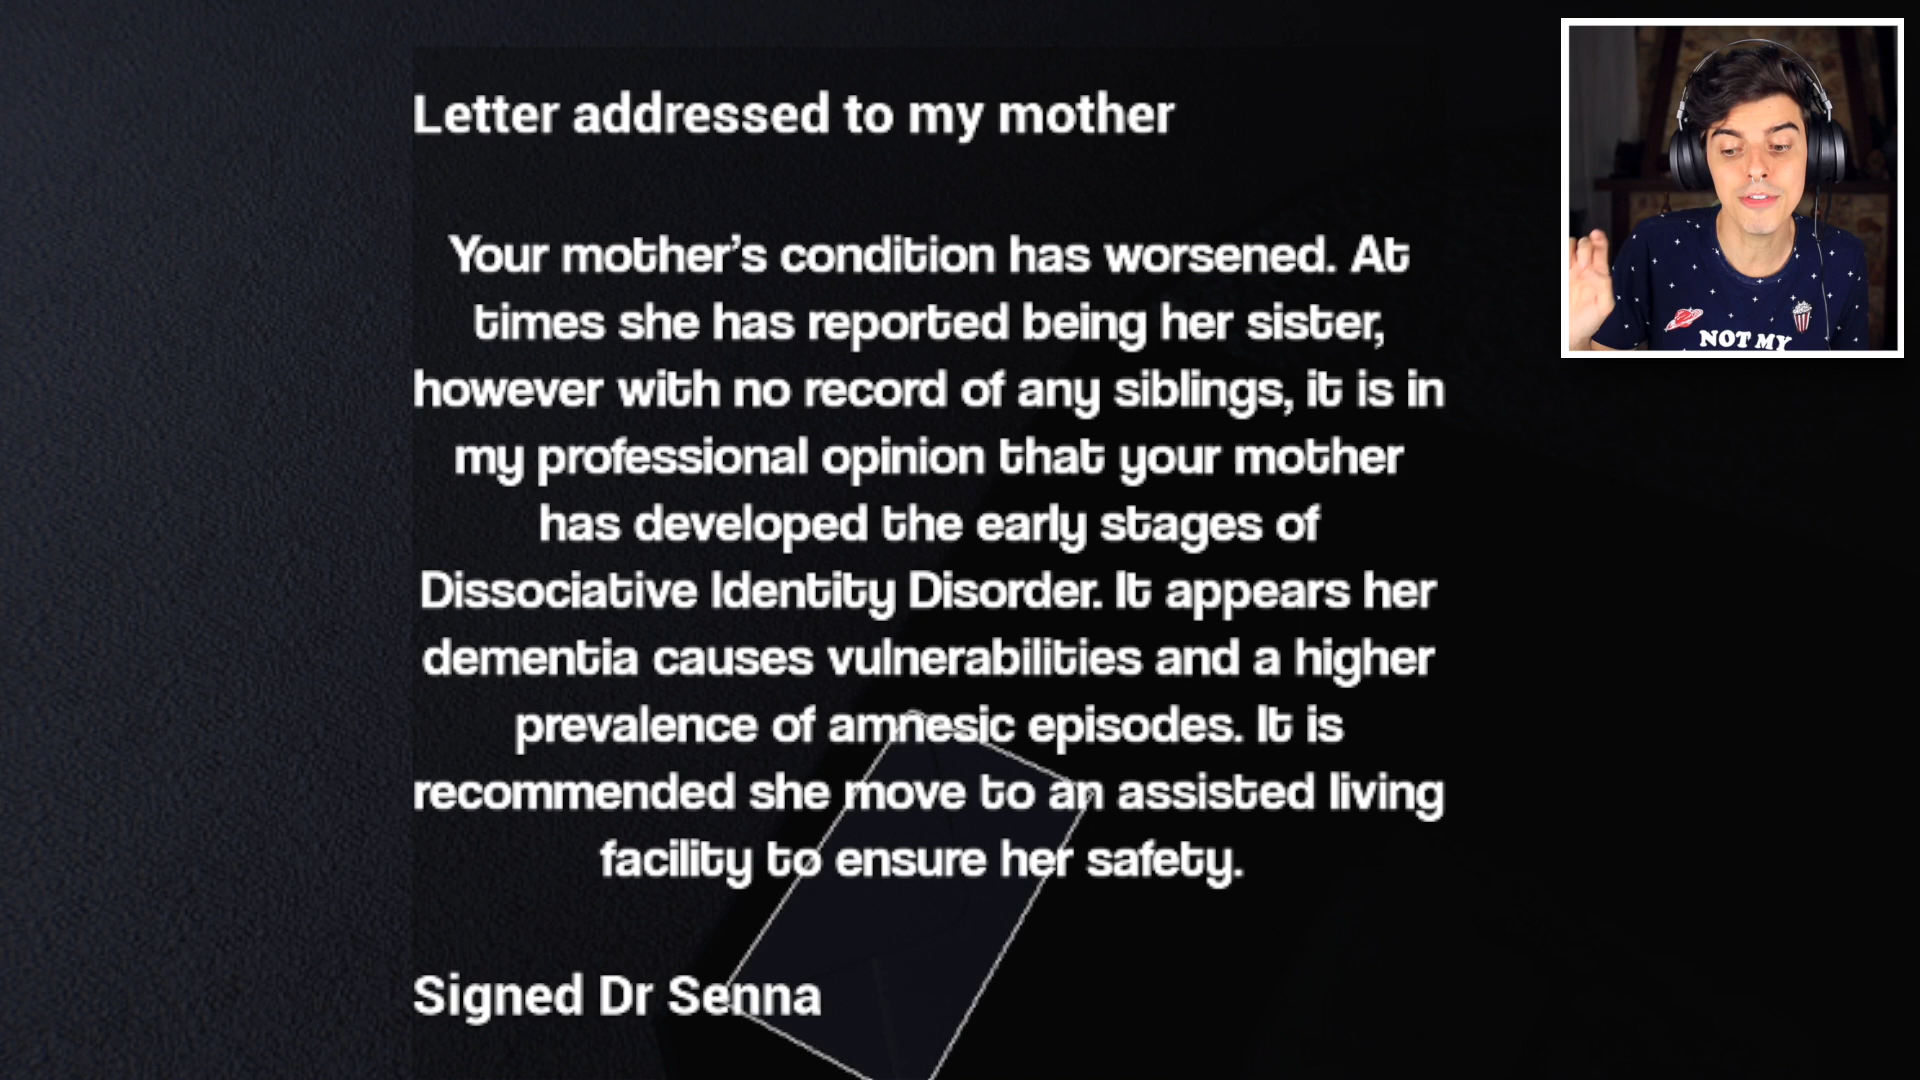 Letter addressed to my mother
Your mother's condition has worsened. At
times she has reported being her sister,
however with no record of any siblings, it is in
my professional opinion that your mother
has developed the early stages of
Dissociative Identity Disorder. It appears her
dementia causes vulnerabilities and a higher
prevalence of amnesic episodes. It is
recommended she move to an assisted living
facility to ensure her safety.
Signed Dr Senna
NOT MY